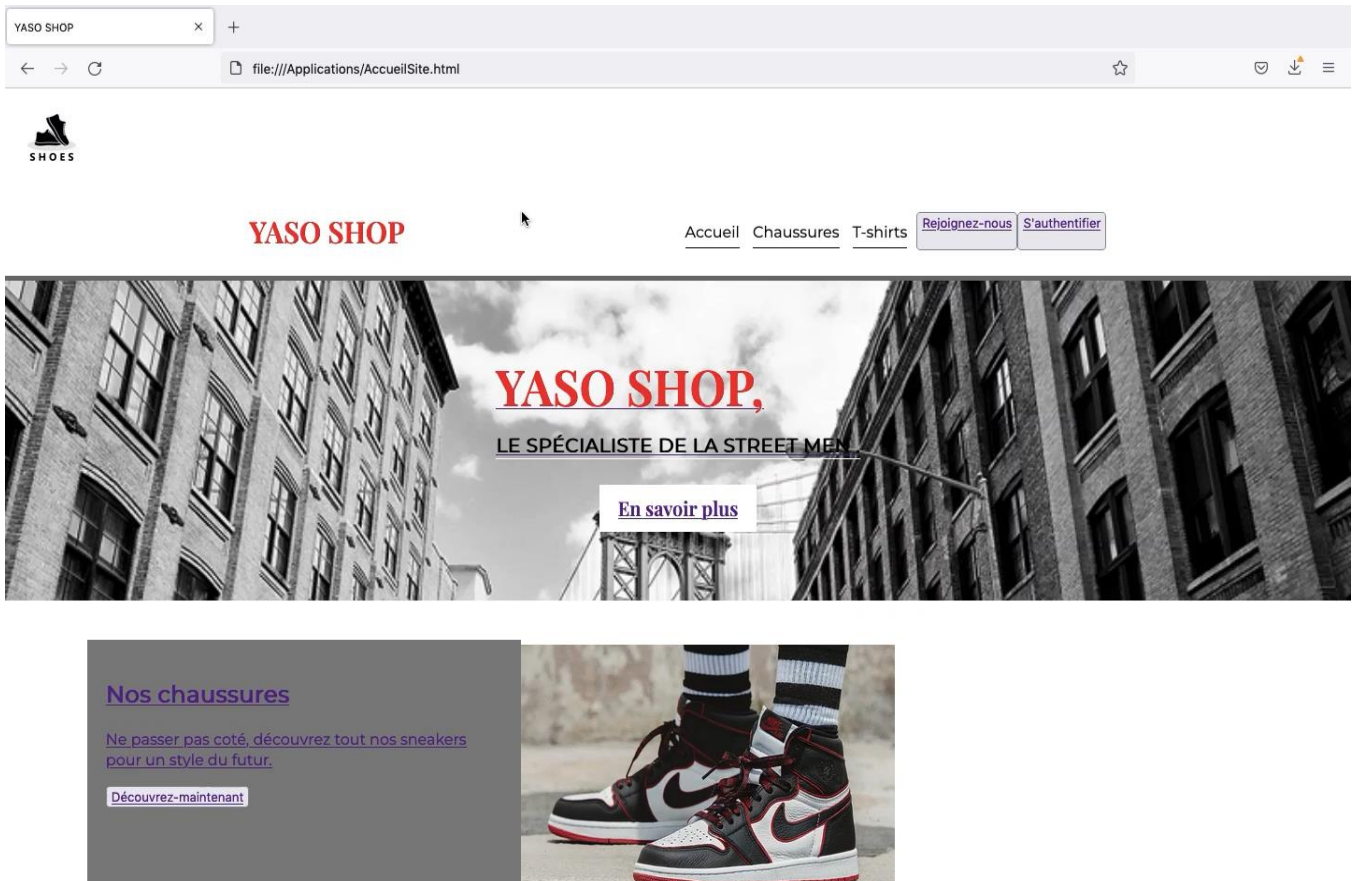 YASO SHOP
file:///Applications/AccueilSite.html
SHOES
YASO SHOP
Accueil Chaussures T-shirts Rejoignez-nous S'authentifier
YASO SHOP,
LE SPÉCIALISTE DE LA STREET MEN
En savoir plus
Nos chaussures
Ne passer pas coté, découvrez tout nos sneakers
pour un style du futur.
Découvrez-maintenant